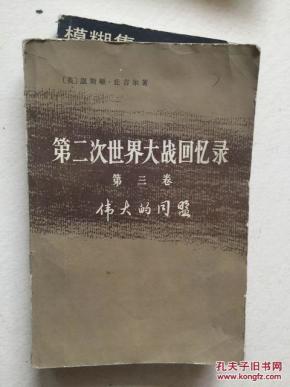 模糊集
〔英〕温斯顿·丘吉尔著
第二次世界大战回忆录
第三卷
伟大的同盟
孔夫子旧书网